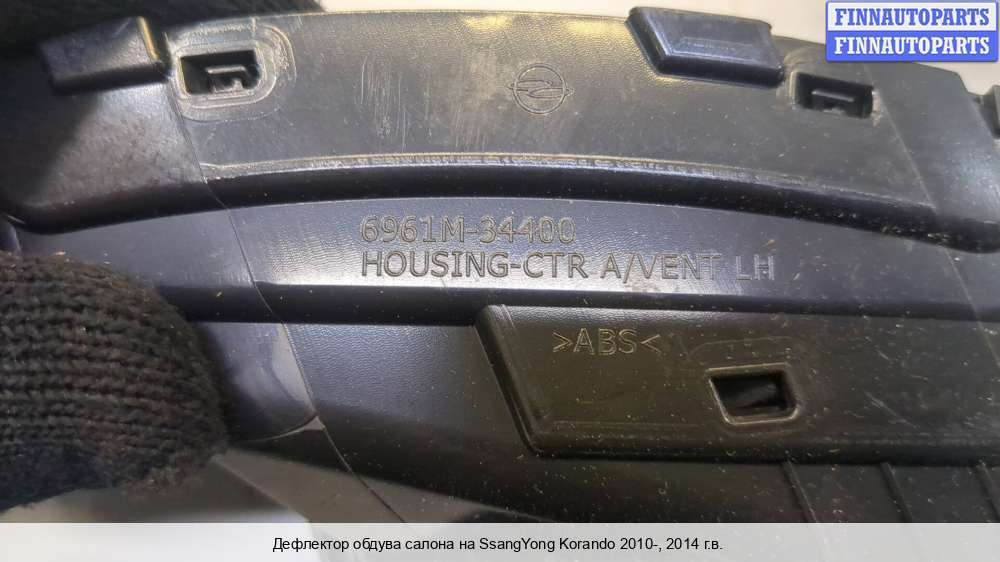 FINNAUTOPARTS
FINNAUTOPARTS
6961M-34400
HOUSING-CTR A/VENT LH
>ABS<
Дефлектор обдува салона на SsangYong Korando 2010-, 2014 г.в.